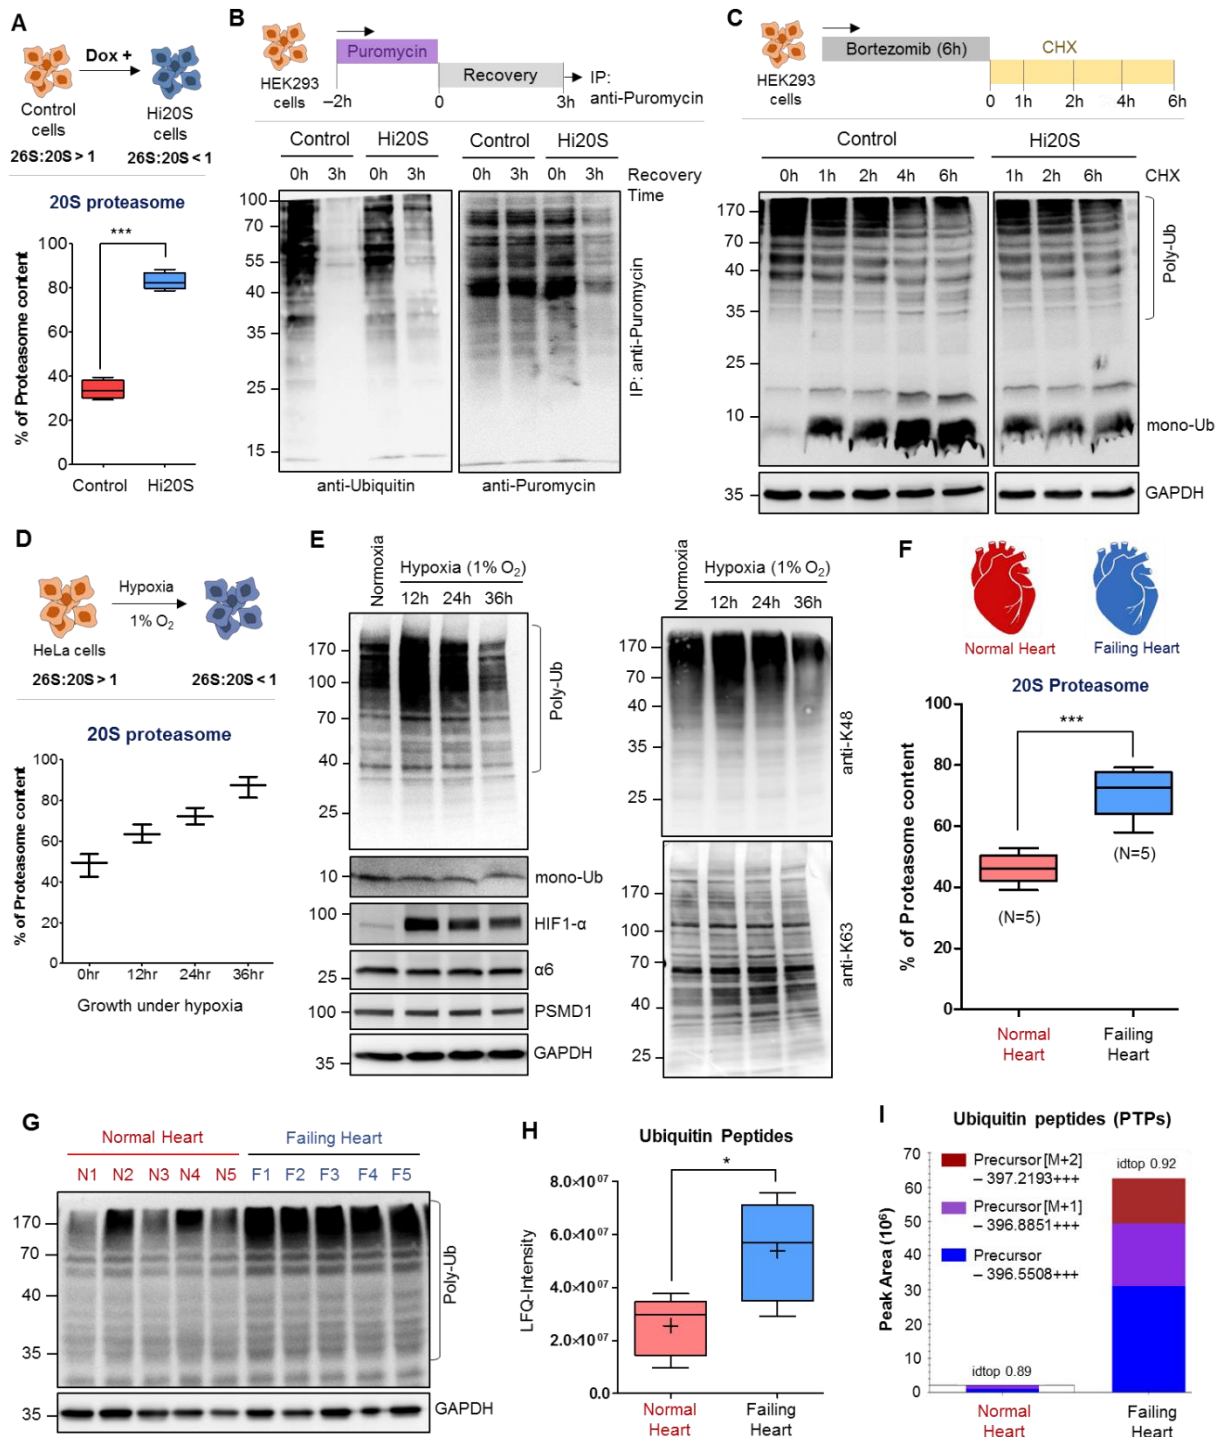 A
Dox +
Control
cells
Hi20S
cells
26S:20S > 1
26S:20S < 1
20S proteasome
***
% of Proteasome content
100
80
60
40
20
0
Control
Hi20S
B
HEK293
cells
Puromycin
Recovery
IP:
anti-Puromycin
−2h
0
3h
Control
Hi20S
Control
Hi20S
0h
3h
0h
3h
0h
3h
0h
3h
Recovery
Time
100
70
55
40
35
25
15
IP: anti-Puromycin
anti-Ubiquitin
anti-Puromycin
C
HEK293
cells
Bortezomib (6h)
CHX
0
1h
2h
4h
6h
Control
Hi20S
0h
1h
2h
4h
6h
1h
2h
6h
CHX
170
70
40
35
25
10
Poly-Ub
mono-Ub
35
GAPDH
D
HeLa cells
Hypoxia
1% O₂
26S:20S > 1
26S:20S < 1
20S proteasome
% of Proteasome content
100
80
60
40
20
0
0hr
12hr
24hr
36hr
Growth under hypoxia
E
Normoxia
Hypoxia (1% O₂)
12h
24h
36h
170
100
70
40
25
Poly-Ub
10
mono-Ub
100
HIF1-α
25
α6
100
PSMD1
35
GAPDH
Normoxia
Hypoxia (1% O₂)
12h
24h
36h
170
70
40
35
25
anti-K48
170
100
70
40
25
anti-K63
F
Normal Heart
Failing Heart
20S Proteasome
***
% of Proteasome content
100
80
60
40
20
0
(N=5)
(N=5)
Normal
Heart
Failing
Heart
G
Normal Heart
Failing Heart
N1
N2
N3
N4
N5
F1
F2
F3
F4
F5
170
70
40
35
Poly-Ub
35
GAPDH
H
Ubiquitin Peptides
*
LFQ-Intensity
8.0×10⁰⁷
6.0×10⁰⁷
4.0×10⁰⁷
2.0×10⁰⁷
0.0
Normal
Heart
Failing
Heart
I
Ubiquitin peptides (PTPs)
Precursor [M+2]
– 397.2193+++
Precursor [M+1]
– 396.8851+++
Precursor
– 396.5508+++
idtop 0.92
idtop 0.89
Peak Area (10⁶)
70
60
50
40
30
20
10
0
Normal
Heart
Failing
Heart